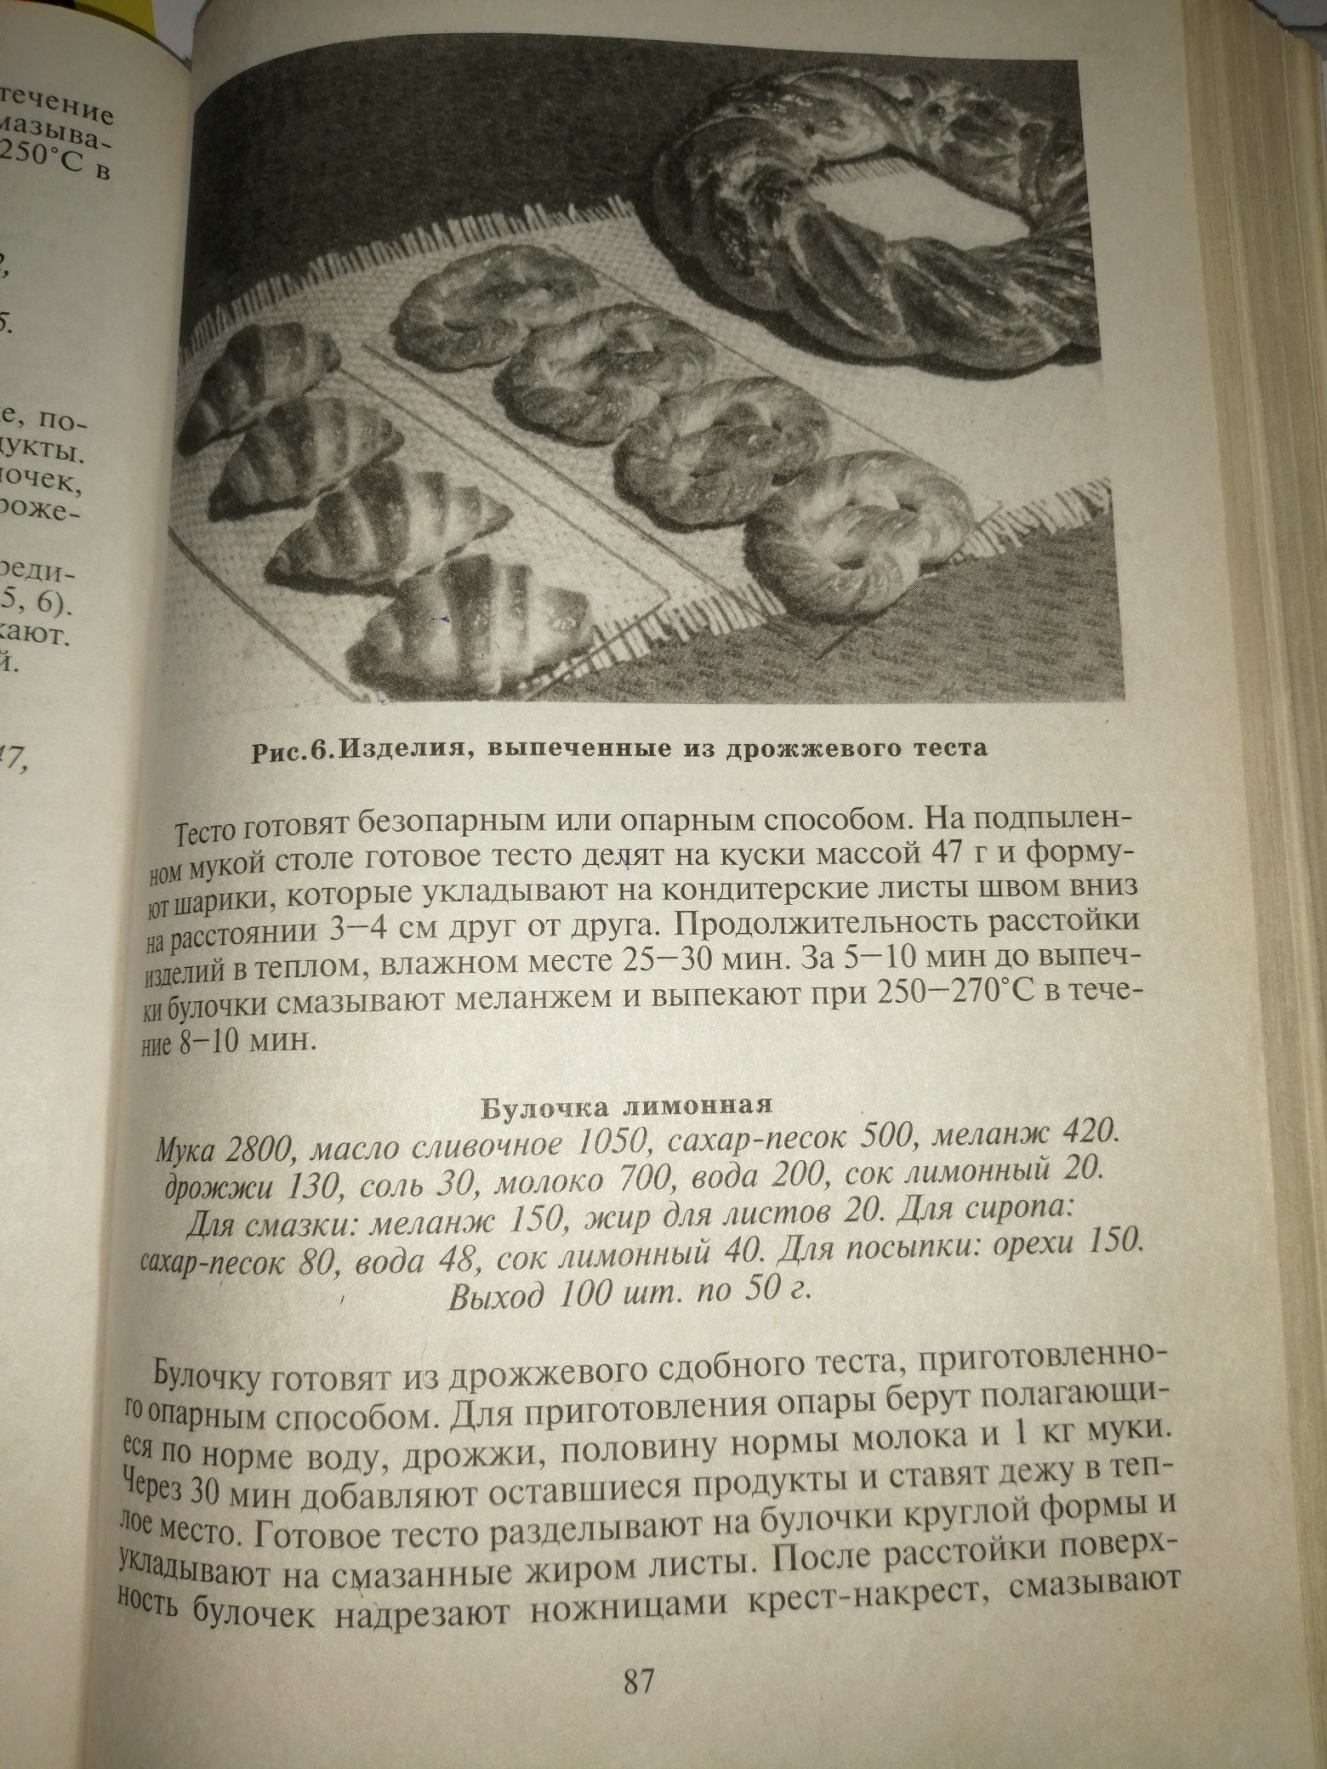 течение
мазыва-
250°С в
5.
е, по-
дукты.
лочек,
роже-
реди-
5, 6).
кают.
й.
47,
Рис.6.Изделия, выпеченные из дрожжевого теста
Тесто готовят безопарным или опарным способом. На подпылен-
ном мукой столе готовое тесто делят на куски массой 47 г и форму-
ют шарики, которые укладывают на кондитерские листы швом вниз
на расстоянии 3—4 см друг от друга. Продолжительность расстойки
изделий в теплом, влажном месте 25—30 мин. За 5—10 мин до выпеч-
ки булочки смазывают меланжем и выпекают при 250—270°С в тече-
ние 8—10 мин.
Булочка лимонная
Мука 2800, масло сливочное 1050, сахар-песок 500, меланж 420.
дрожжи 130, соль 30, молоко 700, вода 200, сок лимонный 20.
Для смазки: меланж 150, жир для листов 20. Для сиропа:
сахар-песок 80, вода 48, сок лимонный 40. Для посыпки: орехи 150.
Выход 100 шт. по 50 г.
Булочку готовят из дрожжевого сдобного теста, приготовленно-
го опарным способом. Для приготовления опары берут полагающи-
еся по норме воду, дрожжи, половину нормы молока и 1 кг муки.
Через 30 мин добавляют оставшиеся продукты и ставят дежу в теп-
лое место. Готовое тесто разделывают на булочки круглой формы и
укладывают на смазанные жиром листы. После расстойки поверх-
ность булочек надрезают ножницами крест-накрест, смазывают
87